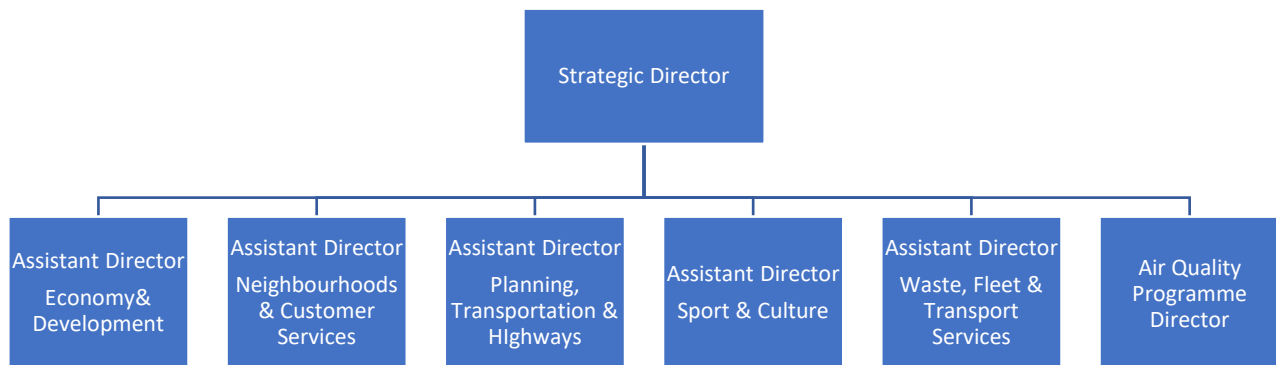 Strategic Director
Assistant Director
Economy&
Development
Assistant Director
Neighbourhoods
& Customer
Services
Assistant Director
Planning,
Transportation &
HIghways
Assistant Director
Sport & Culture
Assistant Director
Waste, Fleet &
Transport
Services
Air Quality
Programme
Director